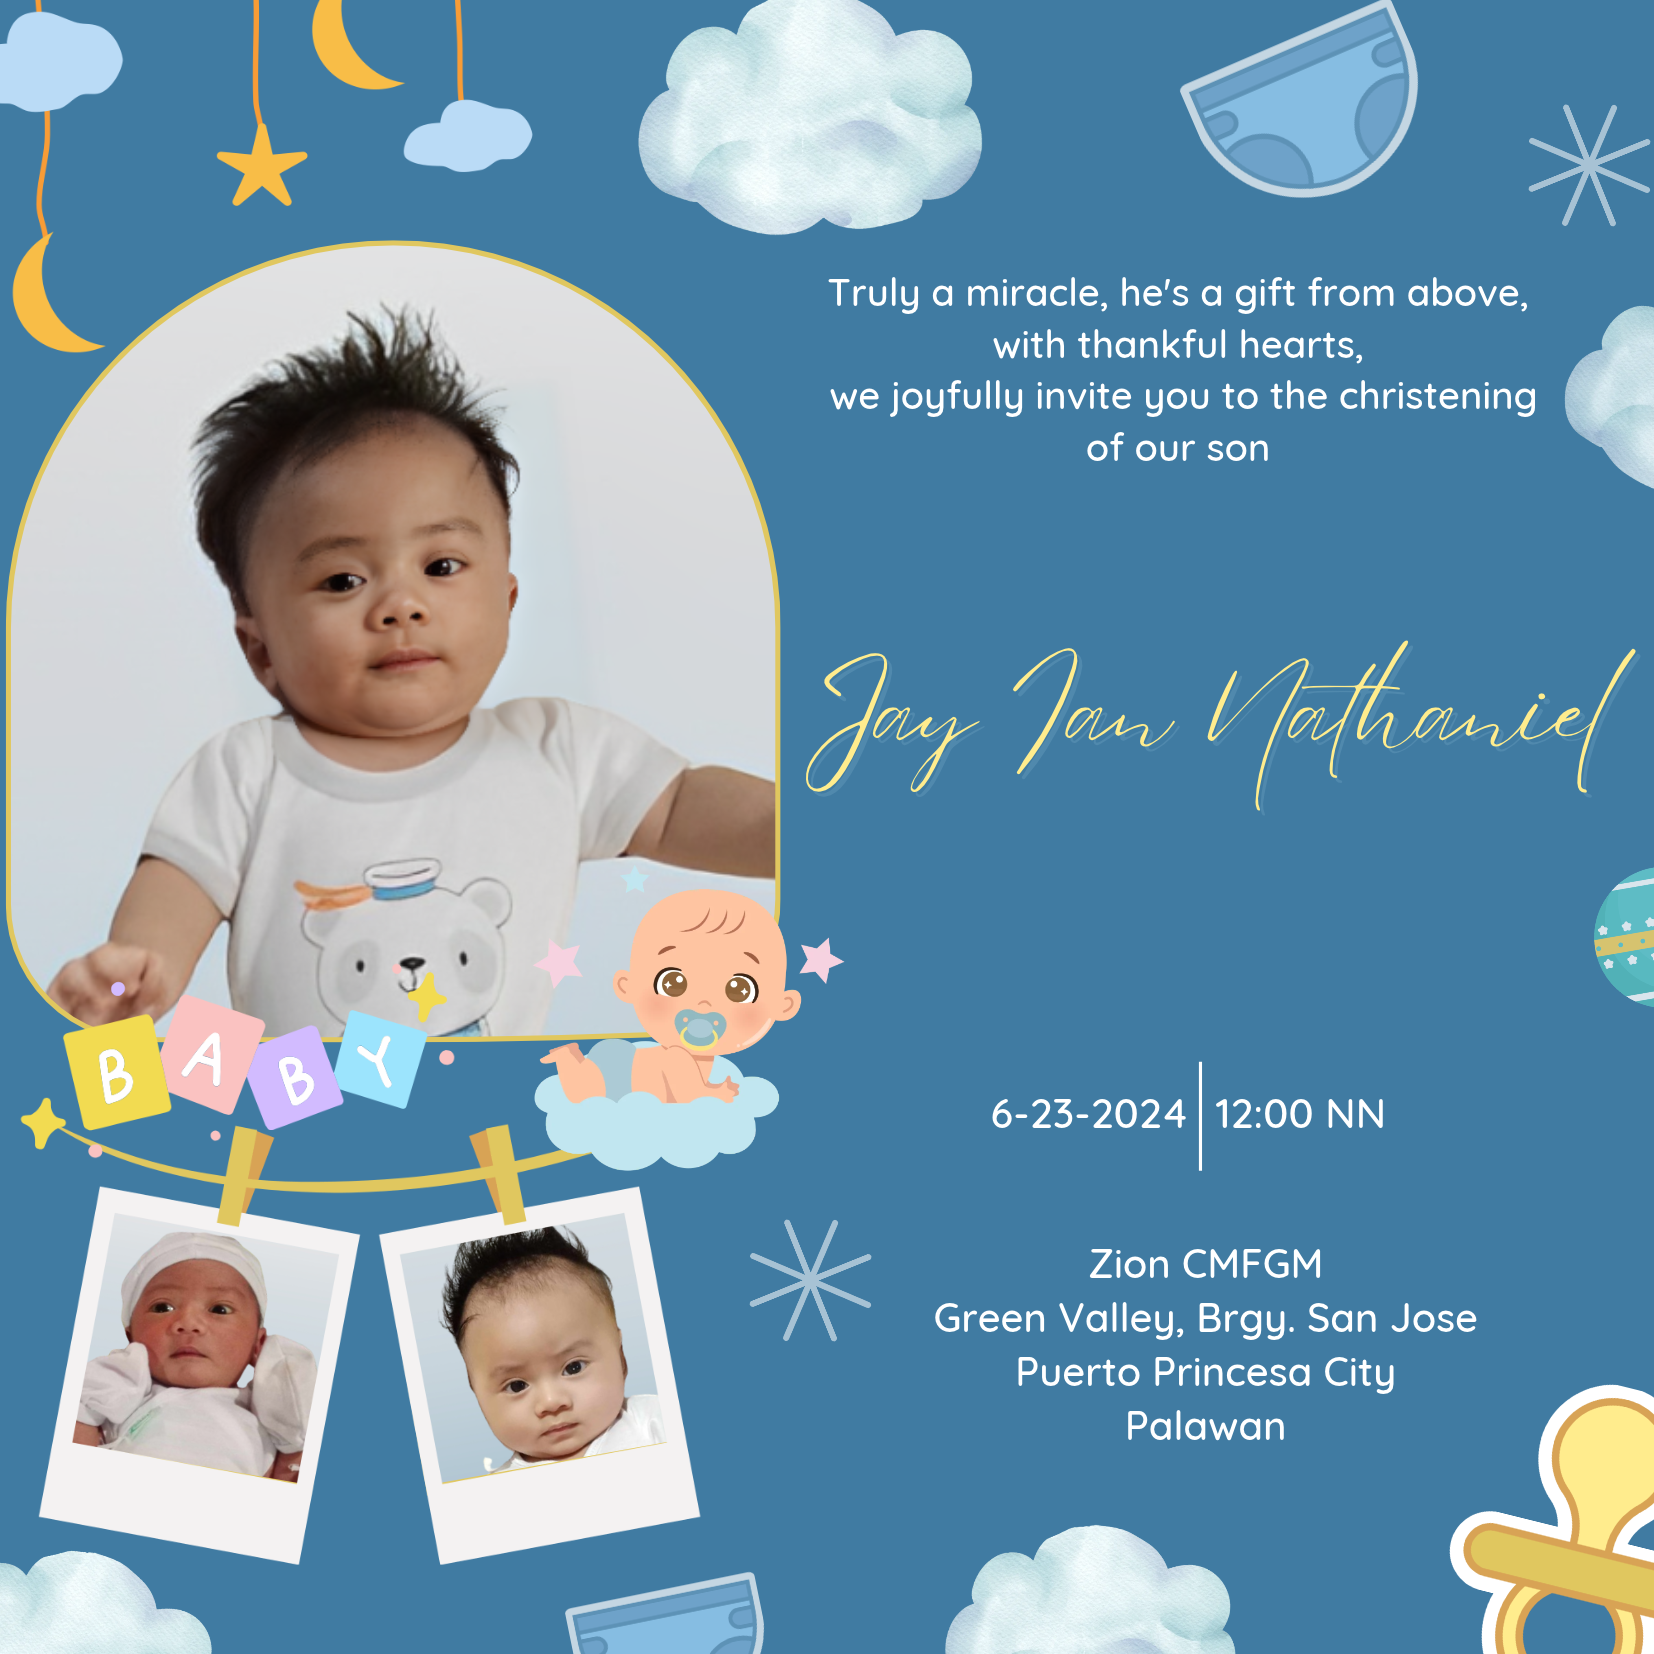 Truly a miracle, he's a gift from above,
with thankful hearts,
we joyfully invite you to the christening
of our son
Jay Ian Nathaniel
BABY
6-23-2024 12:00 NN
Zion CMFGM
Green Valley, Brgy. San Jose
Puerto Princesa City
Palawan